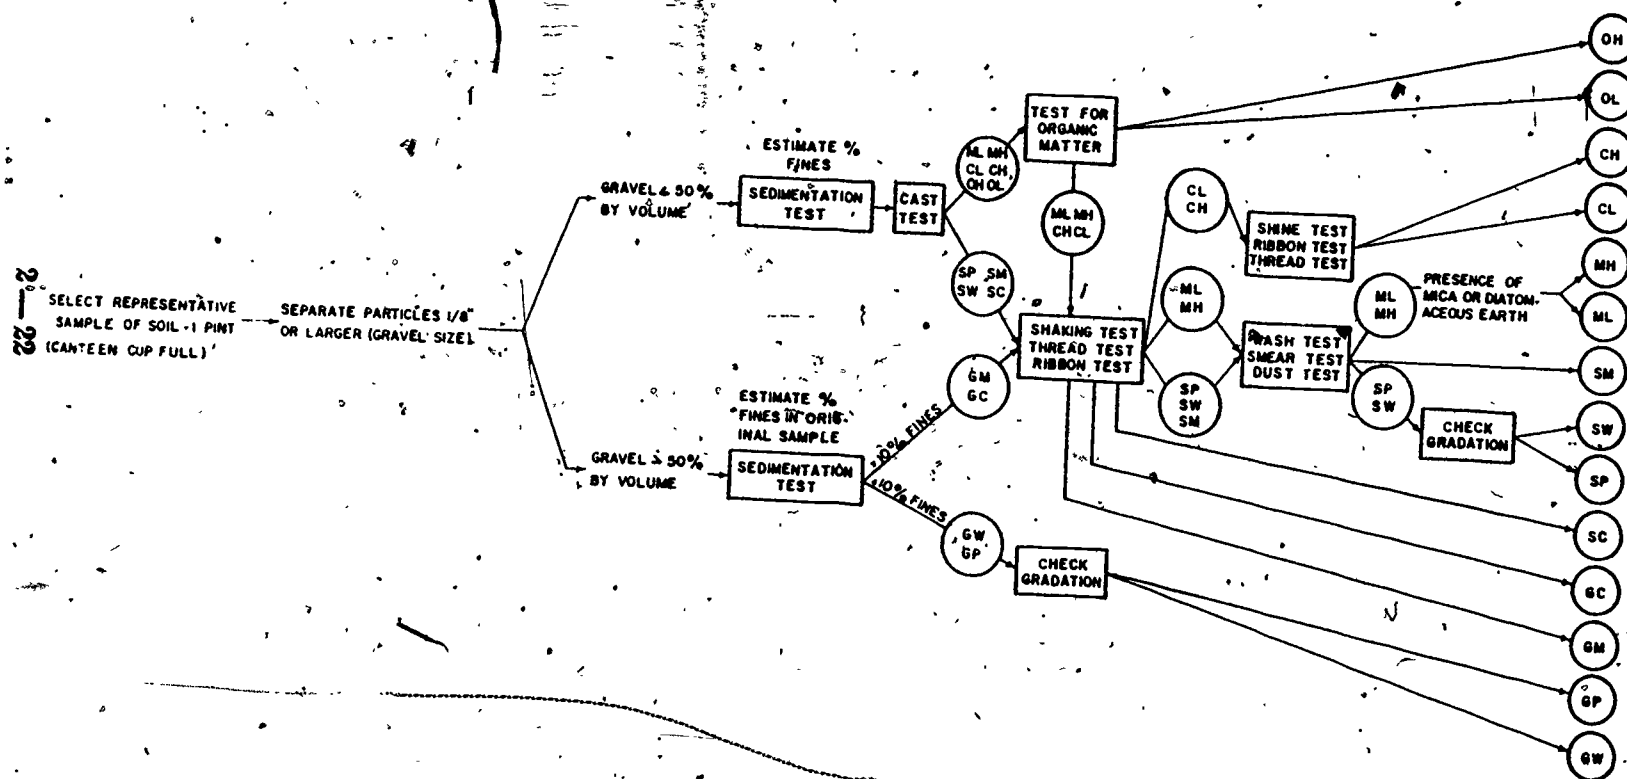 2-22
SELECT REPRESENTATIVE
SAMPLE OF SOIL - 1 PINT
(CANTEEN CUP FULL)
SEPARATE PARTICLES 1/8"
OR LARGER (GRAVEL SIZE)
GRAVEL < 50%
BY VOLUME
ESTIMATE %
FINES
SEDIMENTATION
TEST
CAST
TEST
ML MH
CL CH
OH OL
TEST FOR
ORGANIC
MATTER
ML MH
CH CL
SP SM
SW SC
GRAVEL > 50%
BY VOLUME
ESTIMATE %
FINES IN ORIG-
INAL SAMPLE
SEDIMENTATION
TEST
10% FINES
10% FINES
GM
GC
GW
GP
CHECK
GRADATION
SHAKING TEST
THREAD TEST
RIBBON TEST
CL
CH
SHINE TEST
RIBBON TEST
THREAD TEST
ML
MH
SP
SW
SM
WASH TEST
SMEAR TEST
DUST TEST
ML
MH
PRESENCE OF
MICA OR DIATOM-
ACEOUS EARTH
SP
SW
CHECK
GRADATION
OH
OL
CH
CL
MH
ML
SM
SW
SP
SC
GC
GM
GP
GW